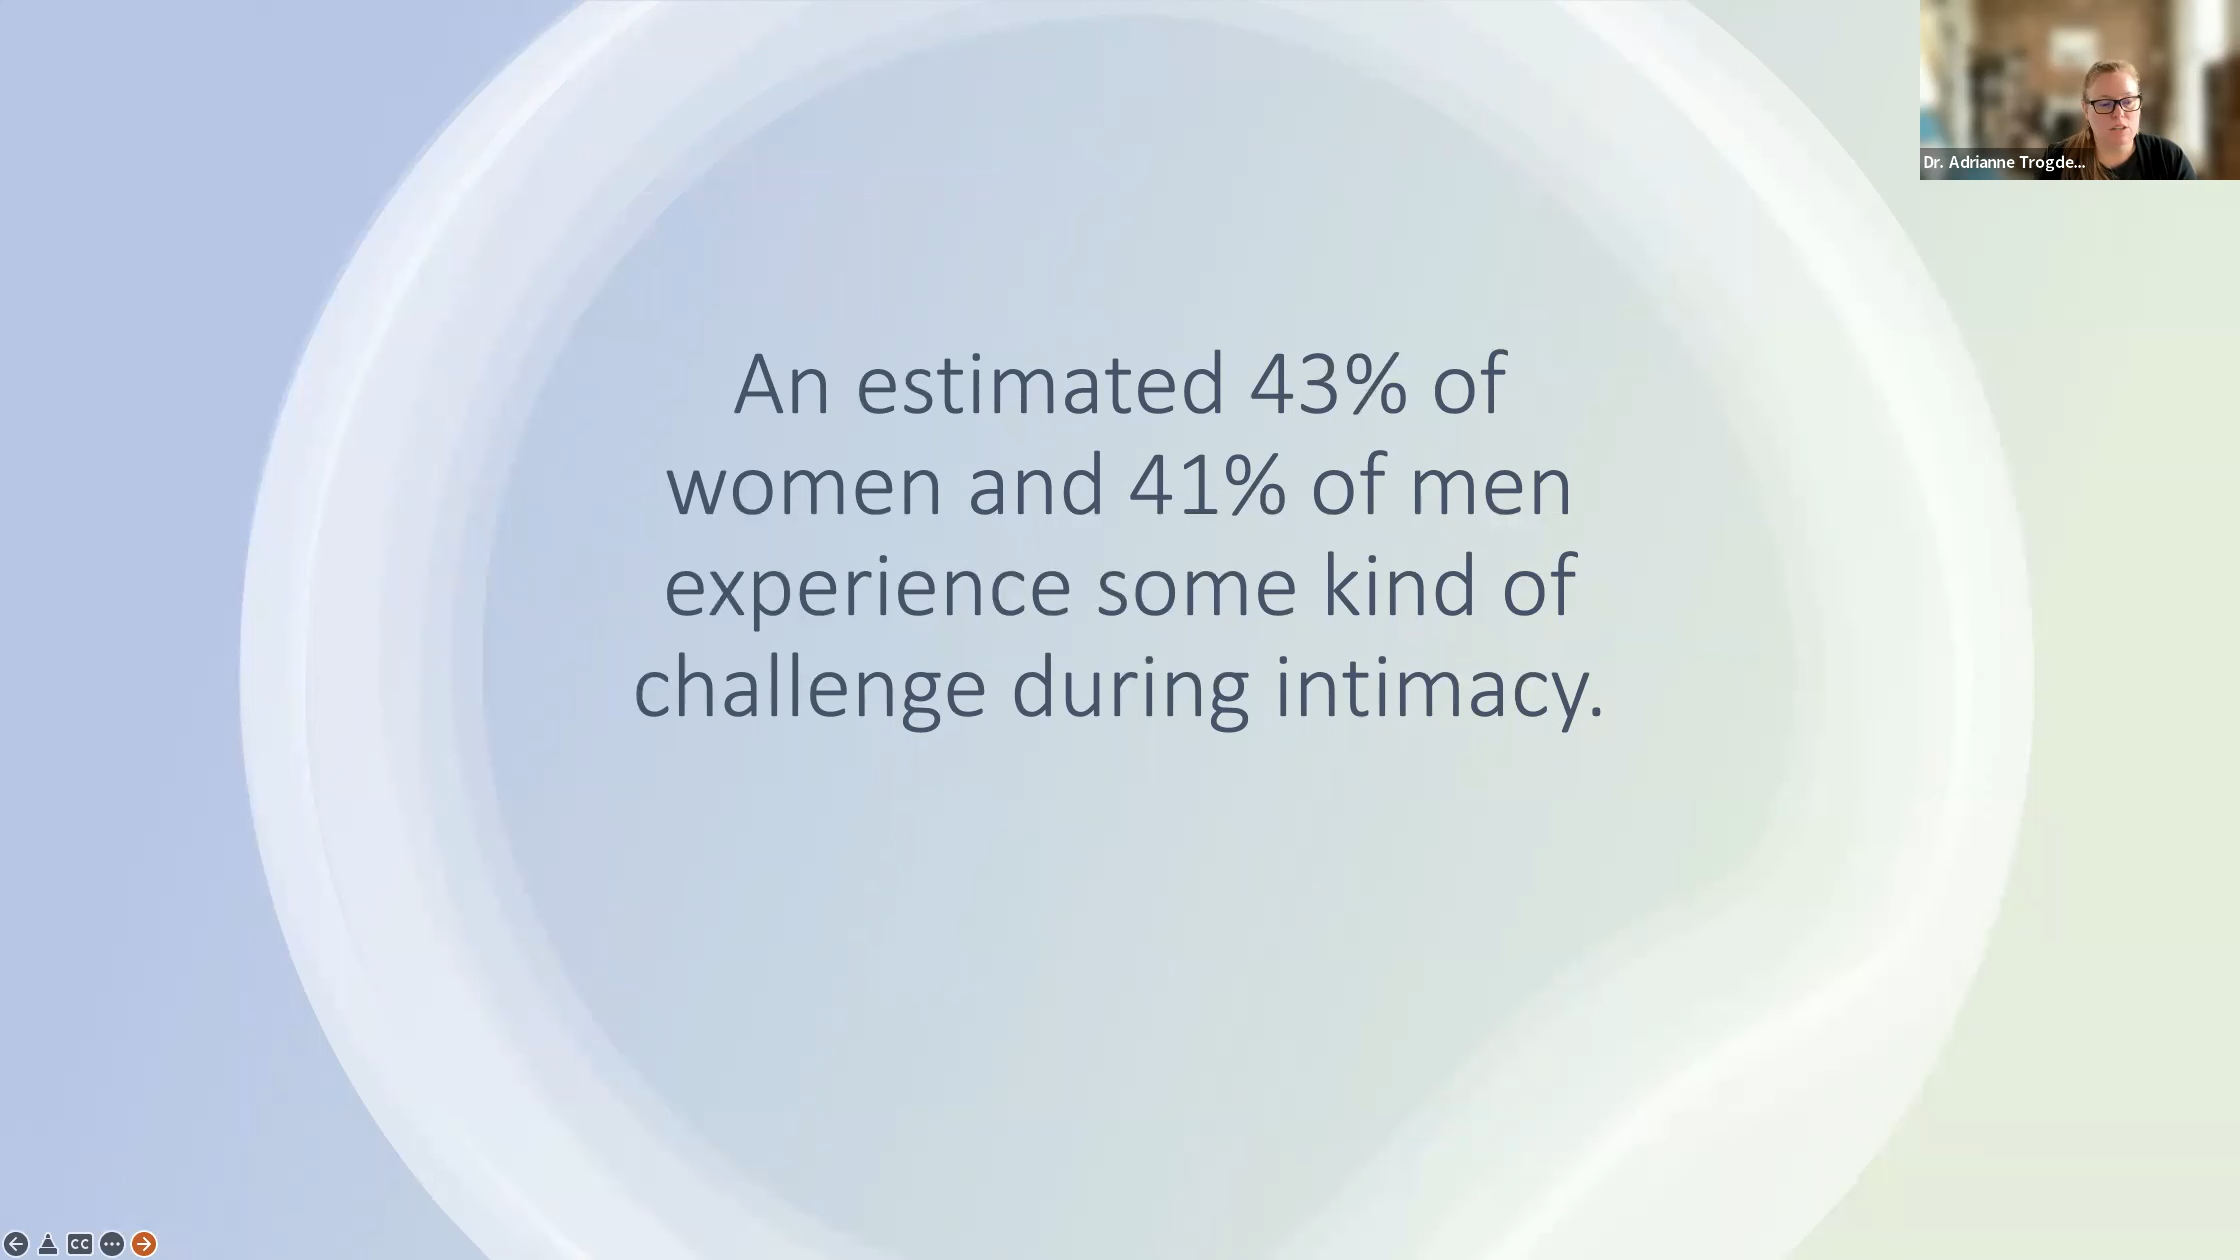 Dr. Adrianne Trogde...
An estimated 43% of
women and 41% of men
experience some kind of
challenge during intimacy.
CC